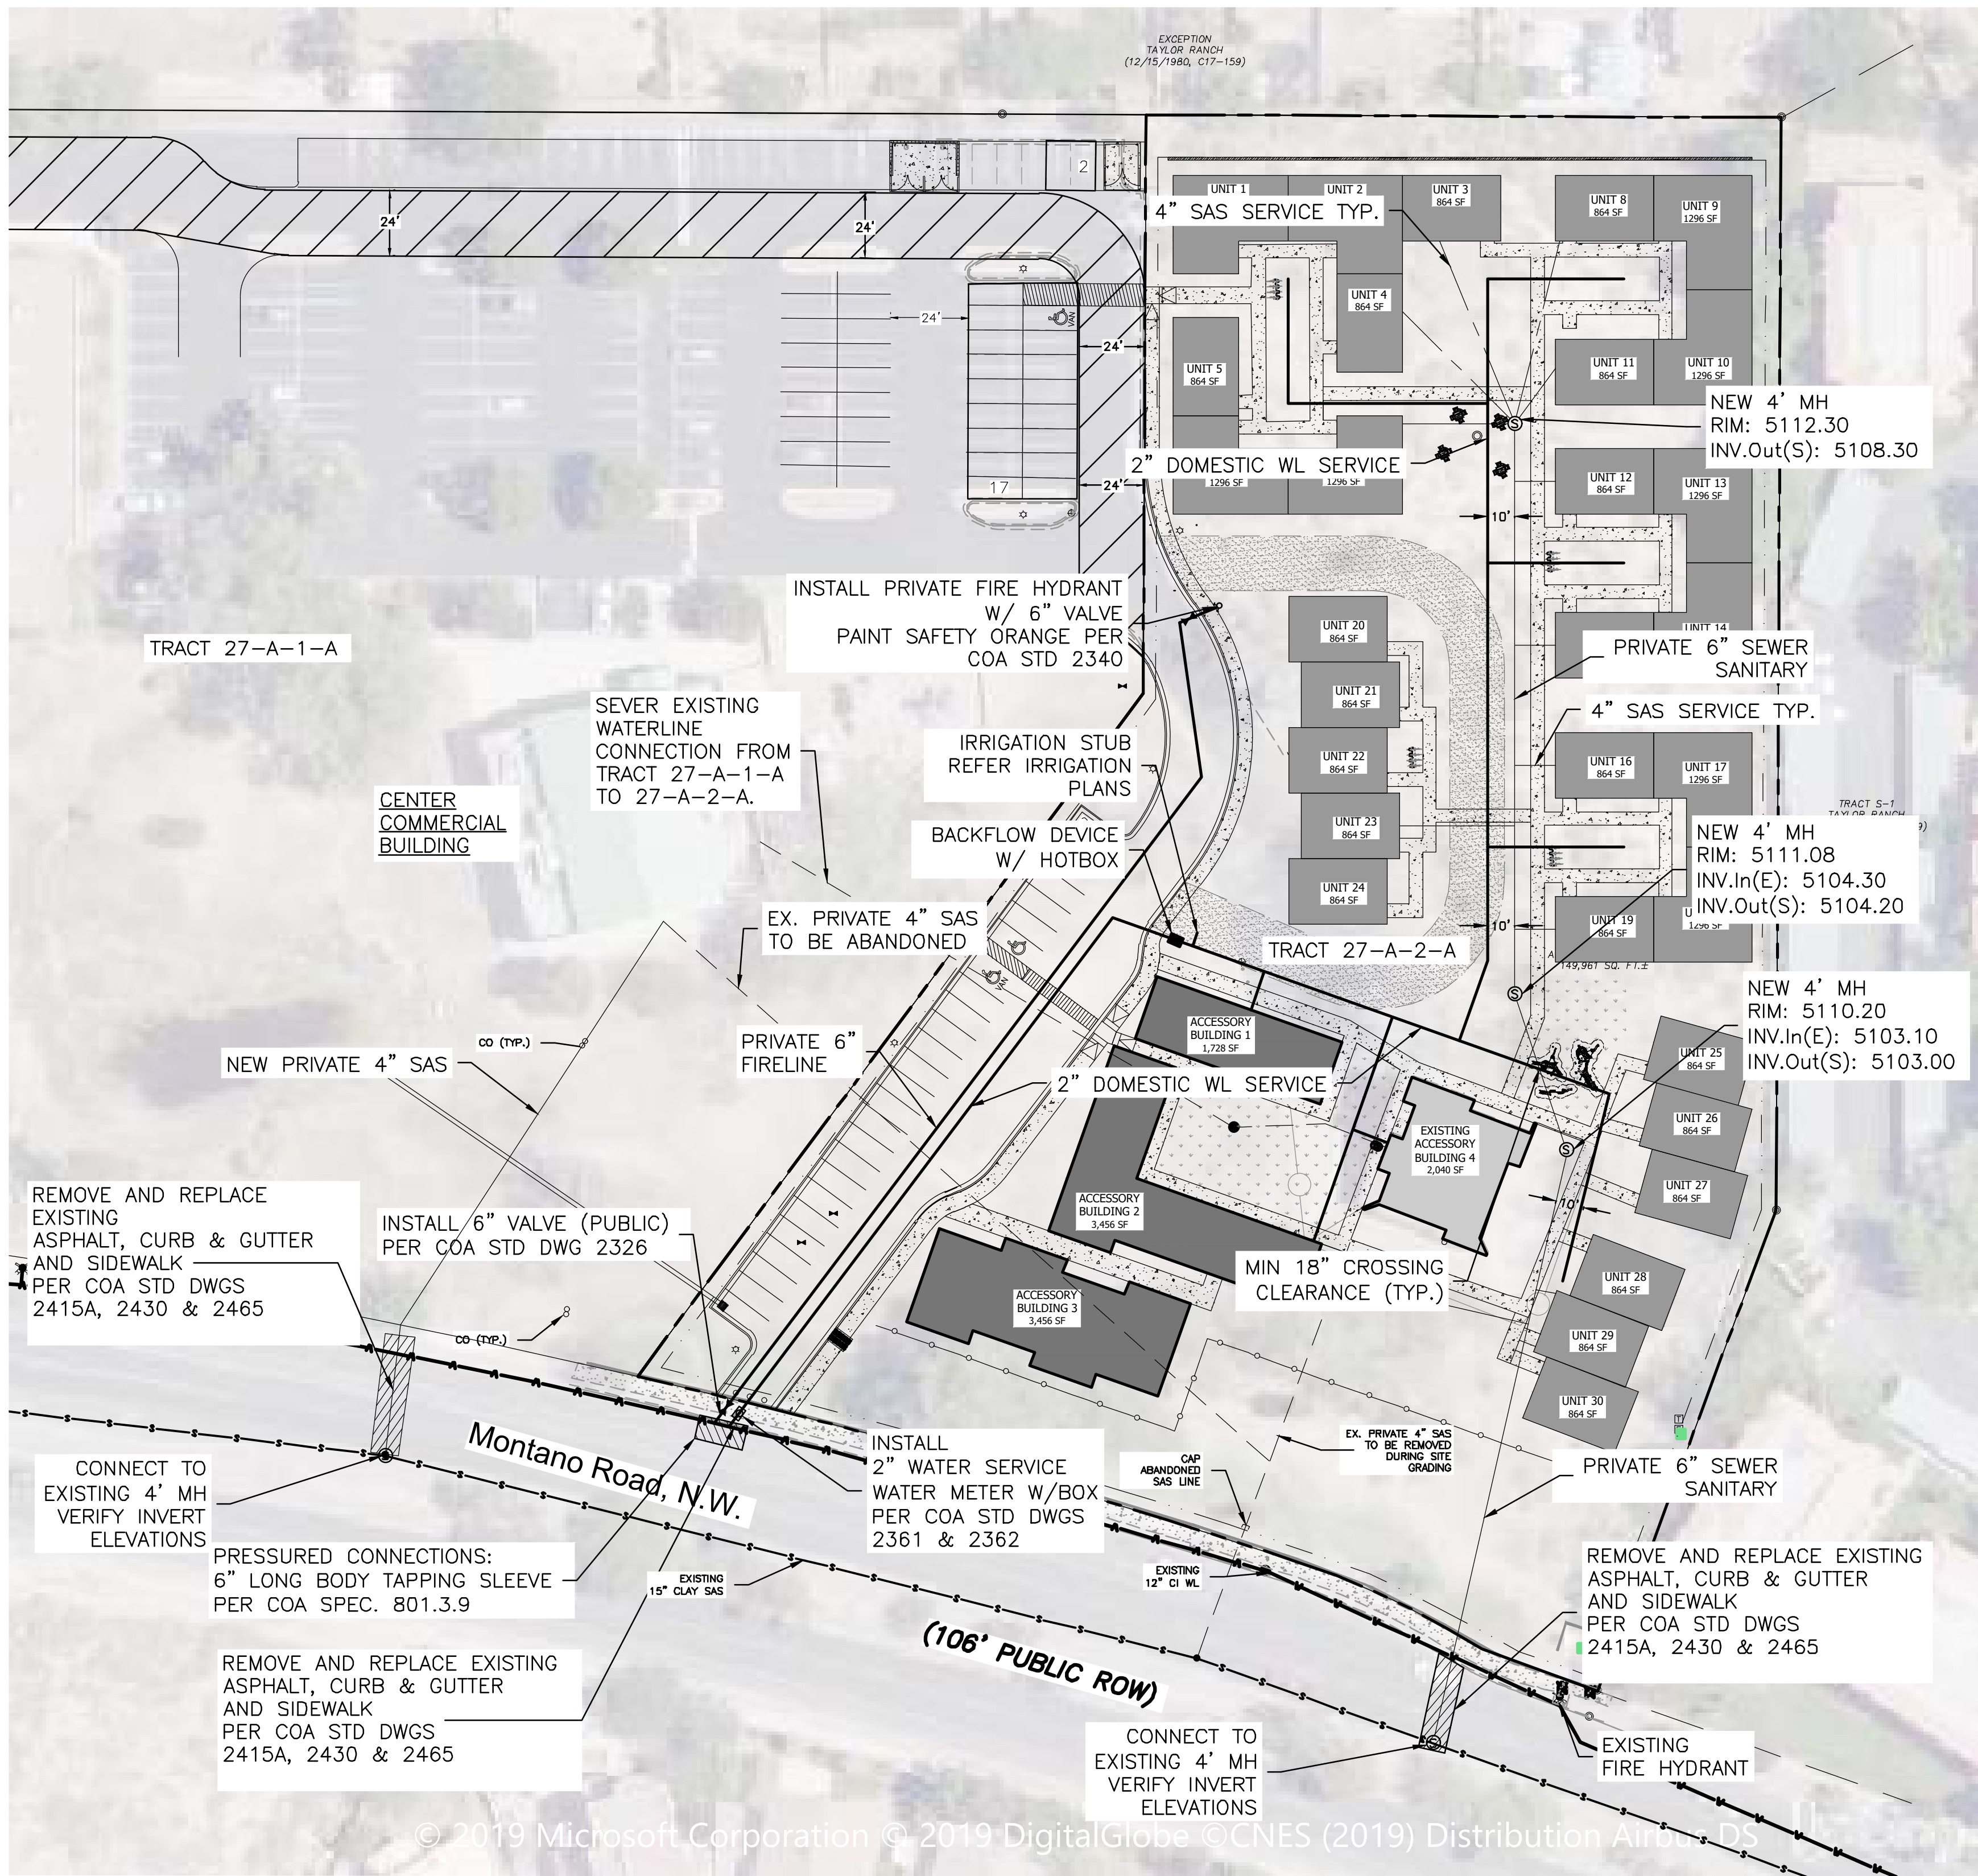 EXCEPTION
TAYLOR RANCH
(12/15/1980, C17-159)
2
24'
24'
UNIT 1
UNIT 2
UNIT 3
864 SF
4" SAS SERVICE TYP.
UNIT 8
864 SF
UNIT 9
1296 SF
UNIT 4
864 SF
24'
VAN
24'
UNIT 5
864 SF
UNIT 11
864 SF
UNIT 10
1296 SF
NEW 4' MH
RIM: 5112.30
INV.Out(S): 5108.30
2" DOMESTIC WL SERVICE
1296 SF
1296 SF
UNIT 12
864 SF
UNIT 13
1296 SF
17
24'
10'
INSTALL PRIVATE FIRE HYDRANT
W/ 6" VALVE
PAINT SAFETY ORANGE PER
COA STD 2340
UNIT 20
864 SF
UNIT 14
PRIVATE 6" SEWER
SANITARY
TRACT 27-A-1-A
UNIT 21
864 SF
4" SAS SERVICE TYP.
SEVER EXISTING
WATERLINE
CONNECTION FROM
TRACT 27-A-1-A
TO 27-A-2-A.
IRRIGATION STUB
REFER IRRIGATION
PLANS
UNIT 22
864 SF
UNIT 16
864 SF
UNIT 17
1296 SF
CENTER
COMMERCIAL
BUILDING
BACKFLOW DEVICE
W/ HOTBOX
UNIT 23
864 SF
TRACT S-1
TAYLOR RANCH
NEW 4' MH
RIM: 5111.08
INV.In(E): 5104.30
INV.Out(S): 5104.20
UNIT 24
864 SF
UNIT 19
864 SF
1296 SF
EX. PRIVATE 4" SAS
TO BE ABANDONED
10'
TRACT 27-A-2-A
149,961 SQ. FT.±
VAN
NEW 4' MH
RIM: 5110.20
INV.In(E): 5103.10
INV.Out(S): 5103.00
CO (TYP.)
NEW PRIVATE 4" SAS
PRIVATE 6"
FIRELINE
ACCESSORY
BUILDING 1
1,728 SF
2" DOMESTIC WL SERVICE
UNIT 25
864 SF
UNIT 26
864 SF
EXISTING
ACCESSORY
BUILDING 4
2,040 SF
UNIT 27
864 SF
10'
REMOVE AND REPLACE
EXISTING
ASPHALT, CURB & GUTTER
AND SIDEWALK
PER COA STD DWGS
2415A, 2430 & 2465
INSTALL 6" VALVE (PUBLIC)
PER COA STD DWG 2326
ACCESSORY
BUILDING 2
3,456 SF
MIN 18" CROSSING
CLEARANCE (TYP.)
UNIT 28
864 SF
ACCESSORY
BUILDING 3
3,456 SF
CO (TYP.)
UNIT 29
864 SF
UNIT 30
864 SF
T
Montano Road, N.W.
CONNECT TO
EXISTING 4' MH
VERIFY INVERT
ELEVATIONS
INSTALL
2" WATER SERVICE
WATER METER W/BOX
PER COA STD DWGS
2361 & 2362
CAP
ABANDONED
SAS LINE
EX. PRIVATE 4" SAS
TO BE REMOVED
DURING SITE
GRADING
PRIVATE 6" SEWER
SANITARY
PRESSURED CONNECTIONS:
6" LONG BODY TAPPING SLEEVE
PER COA SPEC. 801.3.9
EXISTING
15" CLAY SAS
EXISTING
12" CI WL
REMOVE AND REPLACE EXISTING
ASPHALT, CURB & GUTTER
AND SIDEWALK
PER COA STD DWGS
2415A, 2430 & 2465
(106' PUBLIC ROW)
REMOVE AND REPLACE EXISTING
ASPHALT, CURB & GUTTER
AND SIDEWALK
PER COA STD DWGS
2415A, 2430 & 2465
CONNECT TO
EXISTING 4' MH
VERIFY INVERT
ELEVATIONS
EXISTING
FIRE HYDRANT
© 2019 Microsoft Corporation © 2019 DigitalGlobe ©CNES (2019) Distribution Airbus DS